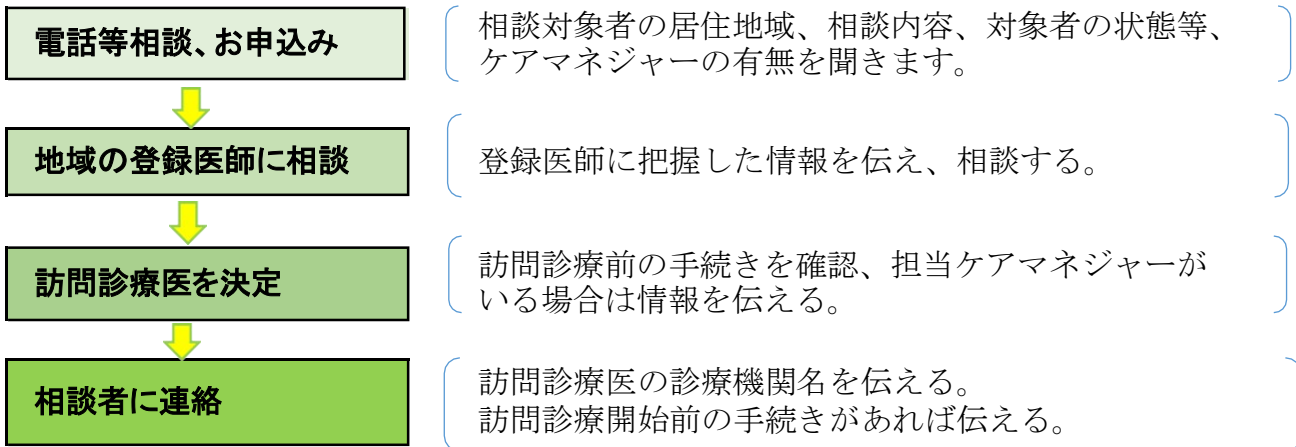 電話等相談、お申込み
相談対象者の居住地域、相談内容、対象者の状態等、
ケアマネジャーの有無を聞きます。
地域の登録医師に相談
登録医師に把握した情報を伝え、相談する。
訪問診療医を決定
訪問診療前の手続きを確認、担当ケアマネジャーが
いる場合は情報を伝える。
相談者に連絡
訪問診療医の診療機関名を伝える。
訪問診療開始前の手続きがあれば伝える。